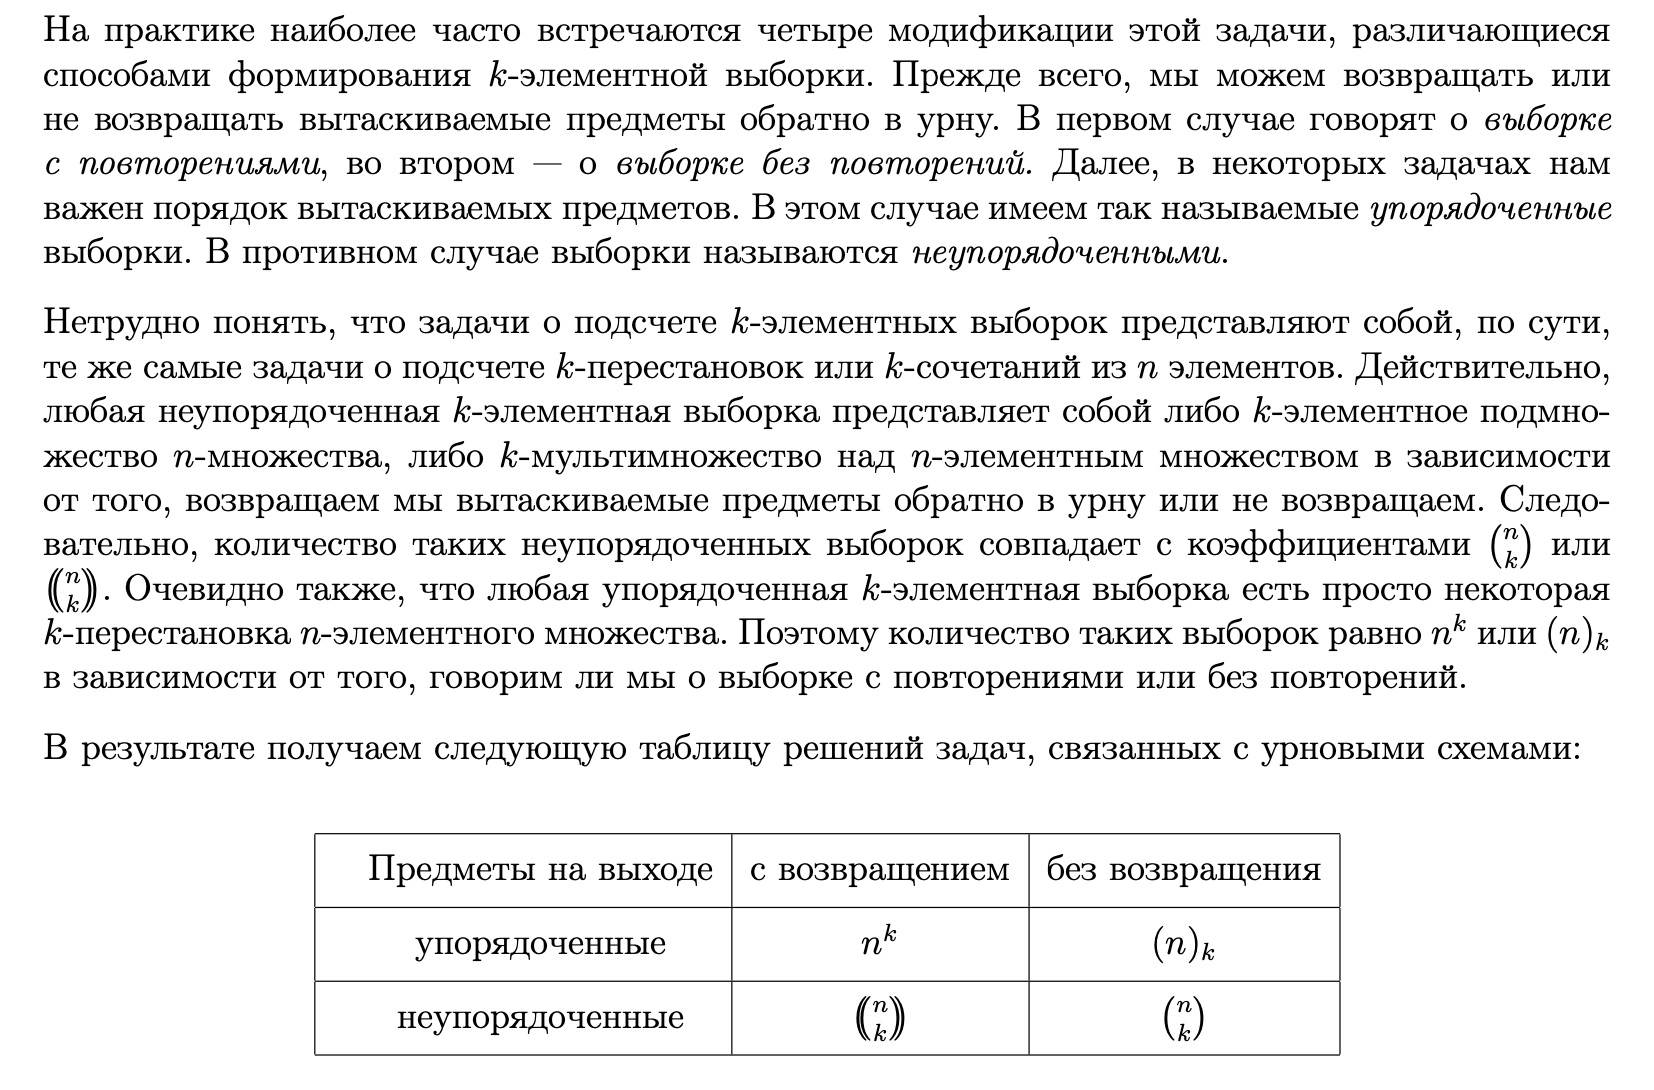 На практике наиболее часто встречаются четыре модификации этой задачи, различающиеся
способами формирования k-элементной выборки. Прежде всего, мы можем возвращать или
не возвращать вытаскиваемые предметы обратно в урну. В первом случае говорят о выборке
с повторениями, во втором — о выборке без повторений. Далее, в некоторых задачах нам
важен порядок вытаскиваемых предметов. В этом случае имеем так называемые упорядоченные
выборки. В противном случае выборки называются неупорядоченными.
Нетрудно понять, что задачи о подсчете k-элементных выборок представляют собой, по сути,
те же самые задачи о подсчете k-перестановок или k-сочетаний из n элементов. Действительно,
любая неупорядоченная k-элементная выборка представляет собой либо k-элементное подмно-
жество n-множества, либо k-мультимножество над n-элементным множеством в зависимости
от того, возвращаем мы вытаскиваемые предметы обратно в урну или не возвращаем. Следо-
вательно, количество таких неупорядоченных выборок совпадает с коэффициентами $\binom{n}{k}$ или
$\left(\!\binom{n}{k}\!\right)$. Очевидно также, что любая упорядоченная k-элементная выборка есть просто некоторая
k-перестановка n-элементного множества. Поэтому количество таких выборок равно $n^k$ или $(n)_k$
в зависимости от того, говорим ли мы о выборке с повторениями или без повторений.
В результате получаем следующую таблицу решений задач, связанных с урновыми схемами:
Предметы на выходе с возвращением без возвращения
упорядоченные $n^k$ $(n)_k$
неупорядоченные $\left(\!\binom{n}{k}\!\right)$ $\binom{n}{k}$